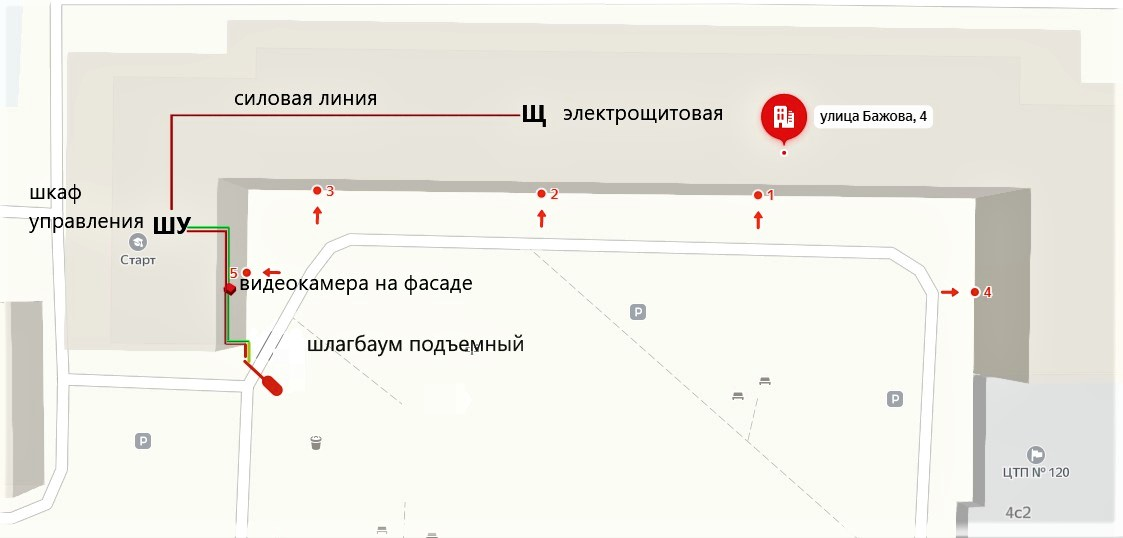 силовая линия
Щ электрощитовая
улица Бажова, 4
3
2
1
шкаф
управления ШУ
Старт
5
видеокамера на фасаде
4
P
шлагбаум подъемный
P
P
ЦТП № 120
4с2